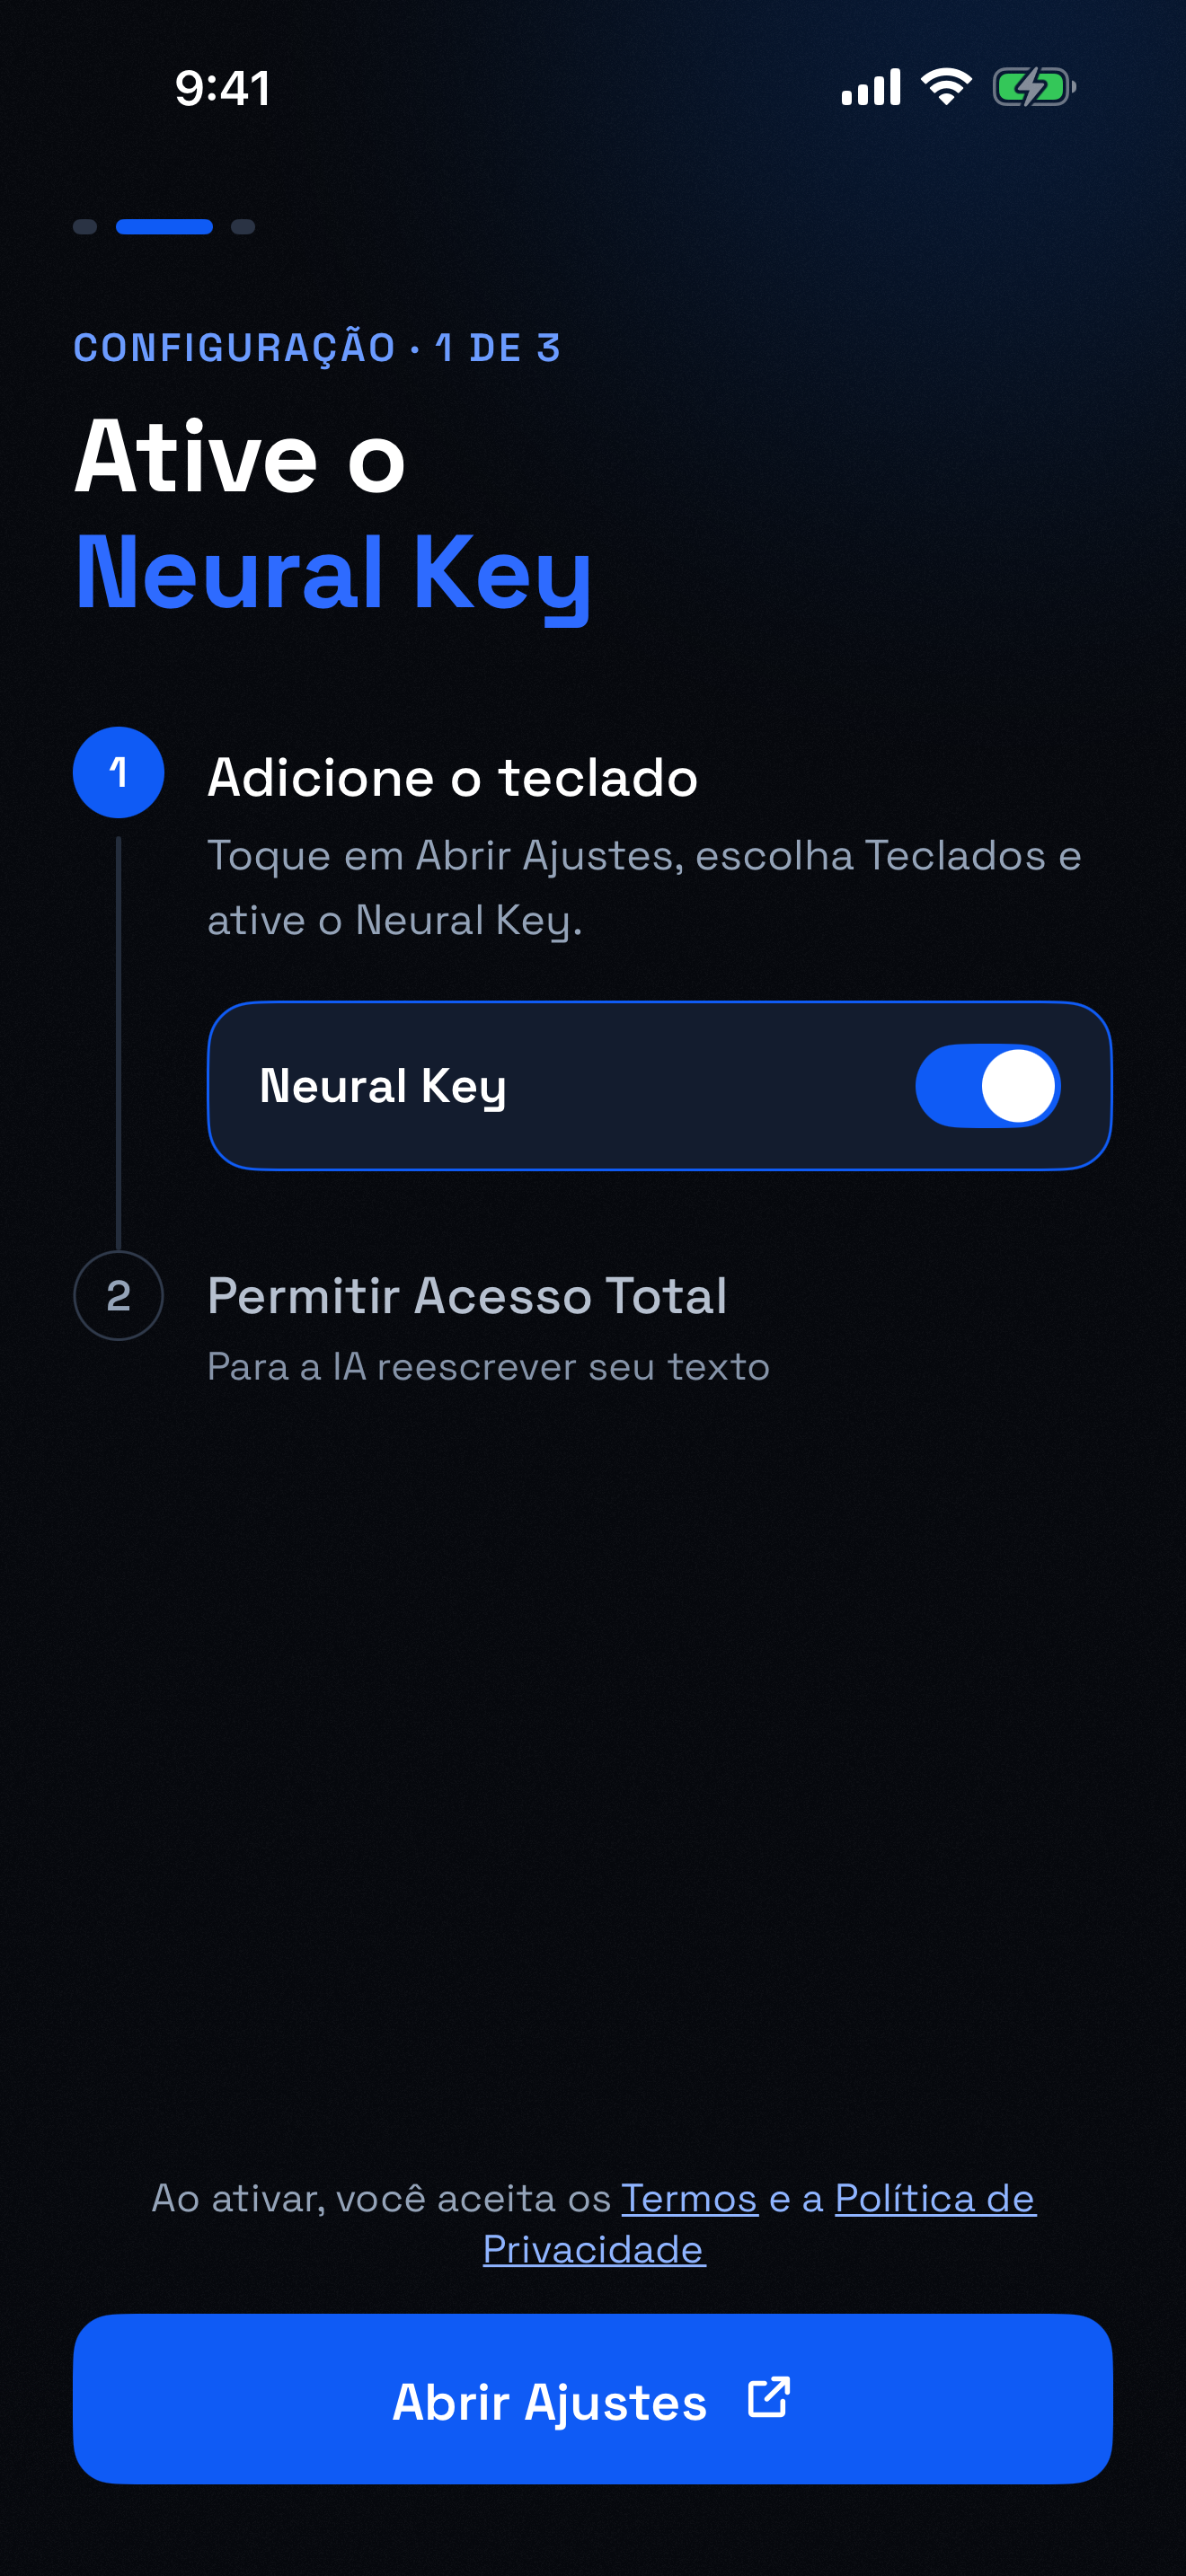 9:41
CONFIGURAÇÃO · 1 DE 3
Ative o
Neural Key
1
Adicione o teclado
Toque em Abrir Ajustes, escolha Teclados e
ative o Neural Key.
Neural Key
2
Permitir Acesso Total
Para a IA reescrever seu texto
Ao ativar, você aceita os Termos e a Política de
Privacidade
Abrir Ajustes